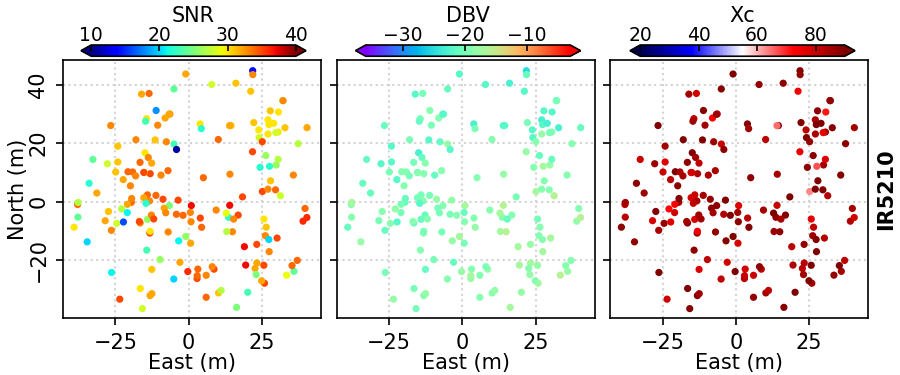 SNR DBV Xc
10 20 30 40 −30 −20 −10 20 40 60 80
40
20
0
−20
North (m)
IR5210
−25 0 25 −25 0 25 −25 0 25
East (m) East (m) East (m)